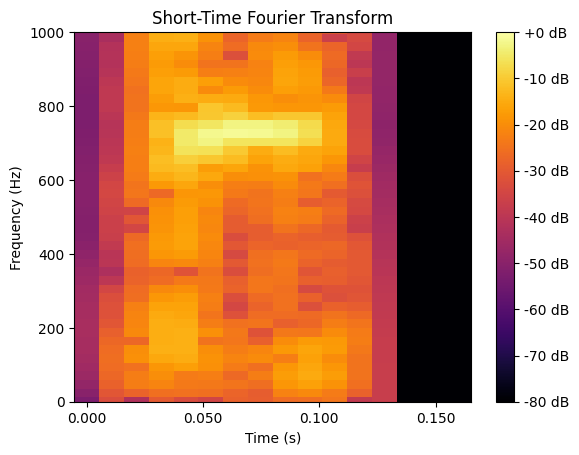 Short-Time Fourier Transform
1000
800
600
400
200
0
Frequency (Hz)
0.000
0.050
0.100
0.150
Time (s)
+0 dB
-10 dB
-20 dB
-30 dB
-40 dB
-50 dB
-60 dB
-70 dB
-80 dB